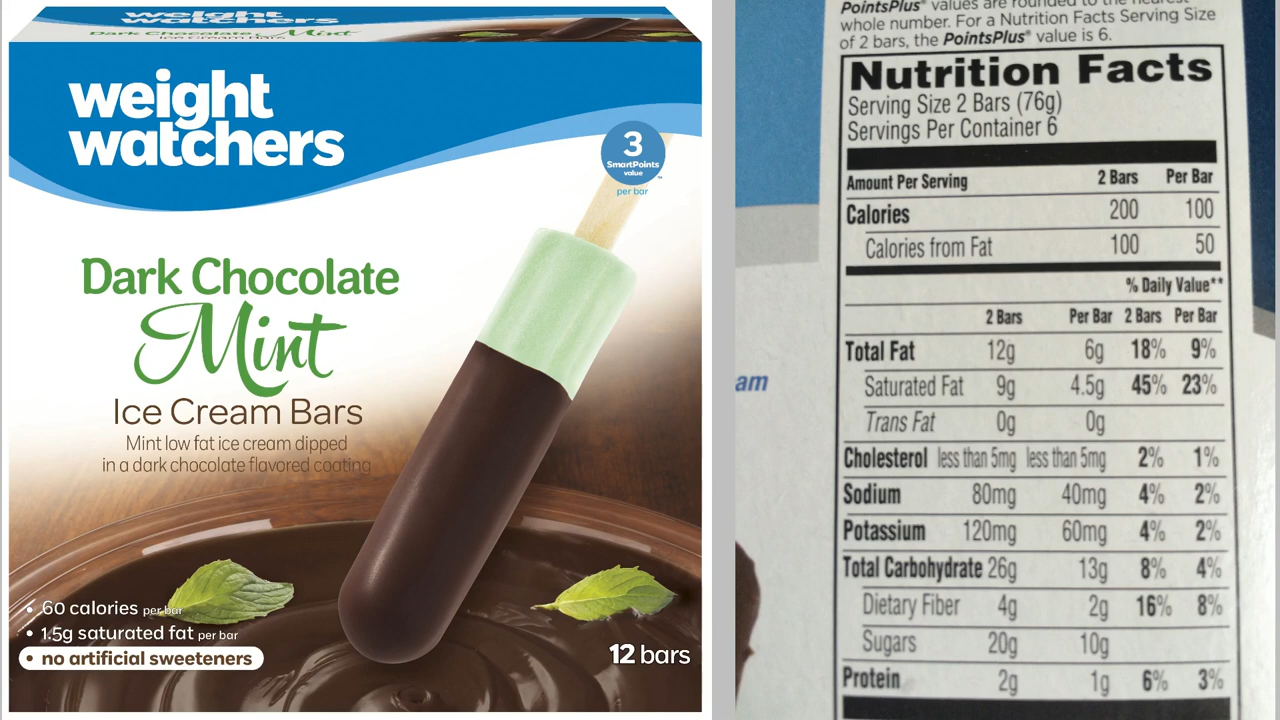 weight
watchers
Dark Chocolate Mint
Ice Cream Bars
weight
watchers
3
SmartPoints
value
™
per bar
Dark Chocolate
Mint
Ice Cream Bars
Mint low fat ice cream dipped
in a dark chocolate flavored coating
• 60 calories per bar
• 1.5g saturated fat per bar
• no artificial sweeteners
12 bars
PointsPlus® values are rounded to the nearest
whole number. For a Nutrition Facts Serving Size
of 2 bars, the PointsPlus® value is 6.
am
Nutrition Facts
Serving Size 2 Bars (76g)
Servings Per Container 6
Amount Per Serving 2 Bars Per Bar
Calories 200 100
Calories from Fat 100 50
% Daily Value**
2 Bars Per Bar 2 Bars Per Bar
Total Fat 12g 6g 18% 9%
Saturated Fat 9g 4.5g 45% 23%
Trans Fat 0g 0g
Cholesterol less than 5mg less than 5mg 2% 1%
Sodium 80mg 40mg 4% 2%
Potassium 120mg 60mg 4% 2%
Total Carbohydrate 26g 13g 8% 4%
Dietary Fiber 4g 2g 16% 8%
Sugars 20g 10g
Protein 2g 1g 6% 3%